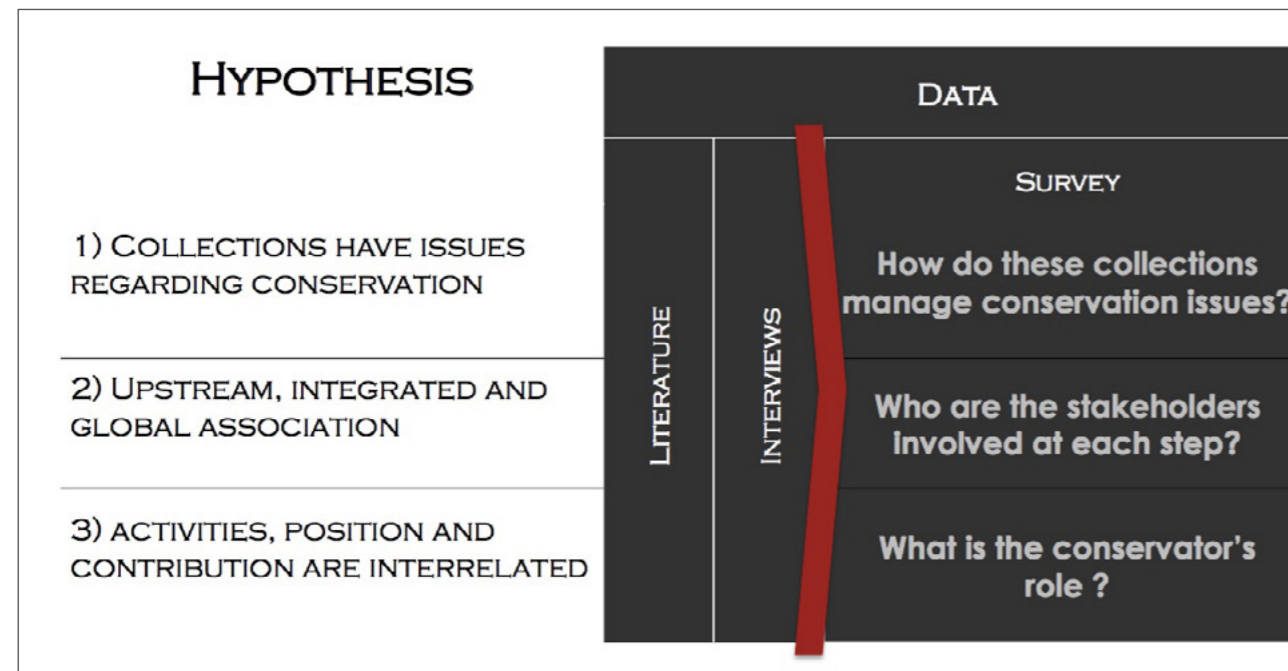 HYPOTHESIS
DATA
LITERATURE
INTERVIEWS
SURVEY
1) COLLECTIONS HAVE ISSUES
REGARDING CONSERVATION
How do these collections
manage conservation issues?
2) UPSTREAM, INTEGRATED AND
GLOBAL ASSOCIATION
Who are the stakeholders
involved at each step?
3) ACTIVITIES, POSITION AND
CONTRIBUTION ARE INTERRELATED
What is the conservator's
role ?